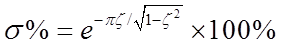 σ% = e^{-πζ/√(1-ζ²)} ×100%